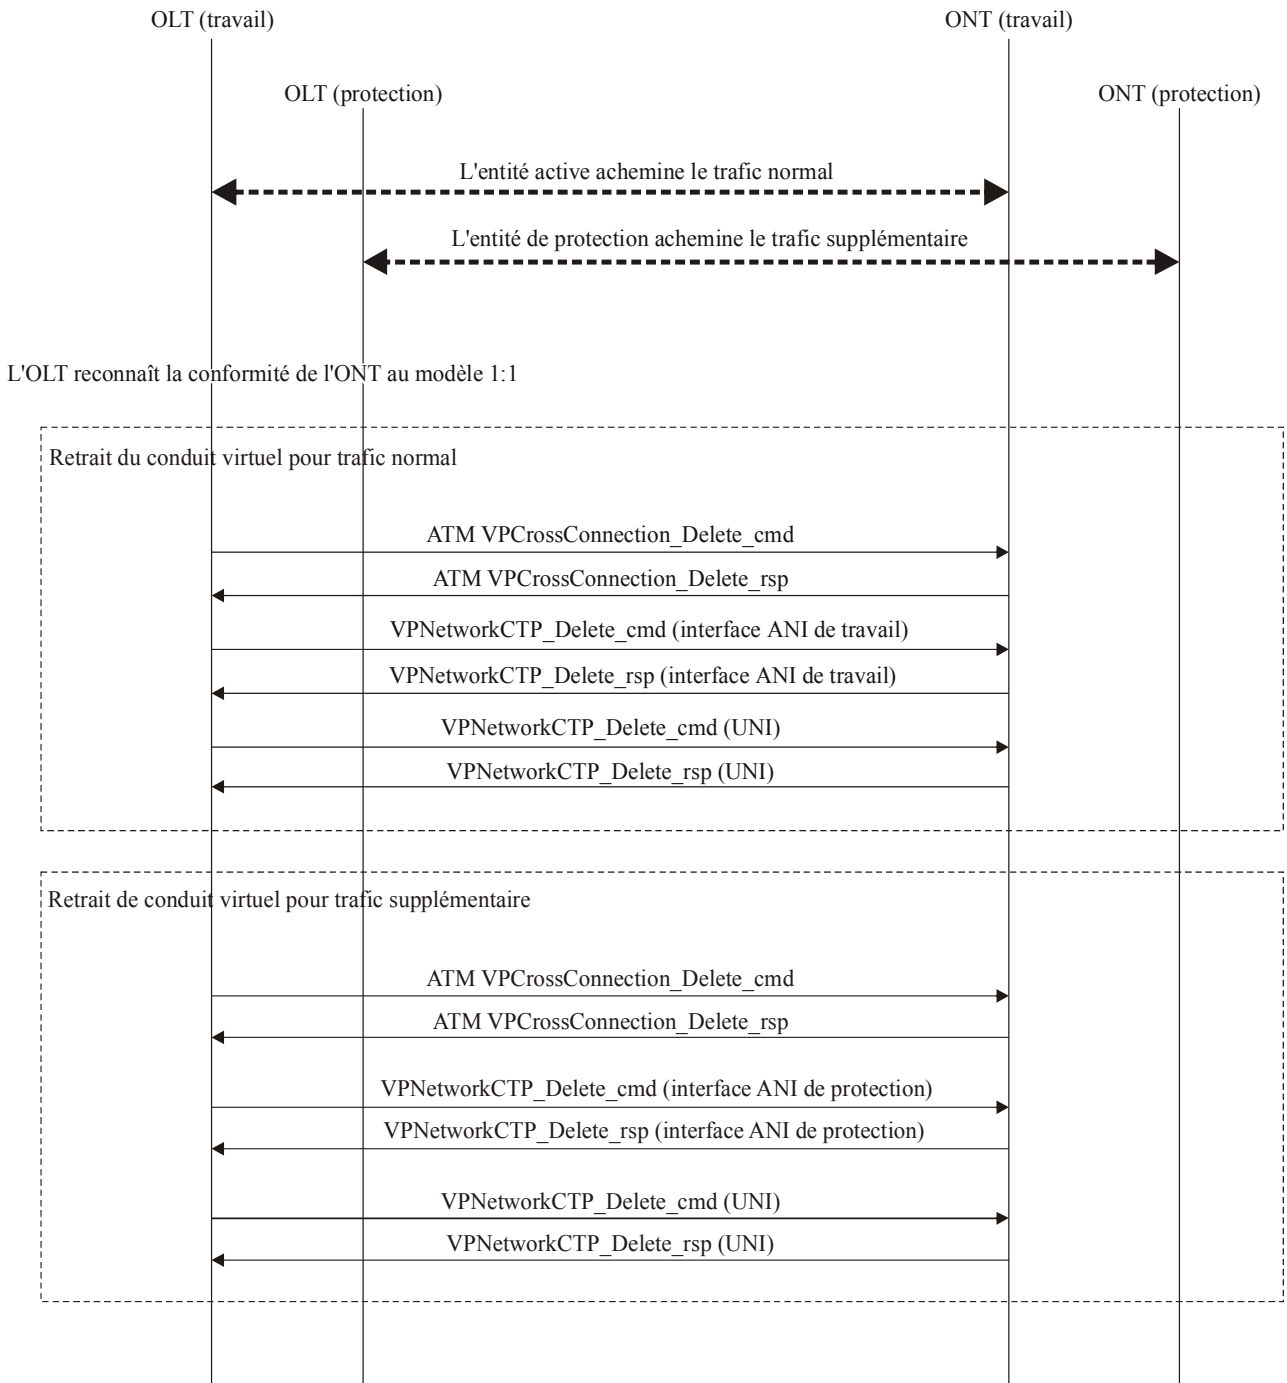 OLT (travail)
ONT (travail)
OLT (protection)
ONT (protection)
L'entité active achemine le trafic normal
L'entité de protection achemine le trafic supplémentaire
L'OLT reconnaît la conformité de l'ONT au modèle 1:1
Retrait du conduit virtuel pour trafic normal
ATM VPCrossConnection_Delete_cmd
ATM VPCrossConnection_Delete_rsp
VPNetworkCTP_Delete_cmd (interface ANI de travail)
VPNetworkCTP_Delete_rsp (interface ANI de travail)
VPNetworkCTP_Delete_cmd (UNI)
VPNetworkCTP_Delete_rsp (UNI)
Retrait de conduit virtuel pour trafic supplémentaire
ATM VPCrossConnection_Delete_cmd
ATM VPCrossConnection_Delete_rsp
VPNetworkCTP_Delete_cmd (interface ANI de protection)
VPNetworkCTP_Delete_rsp (interface ANI de protection)
VPNetworkCTP_Delete_cmd (UNI)
VPNetworkCTP_Delete_rsp (UNI)